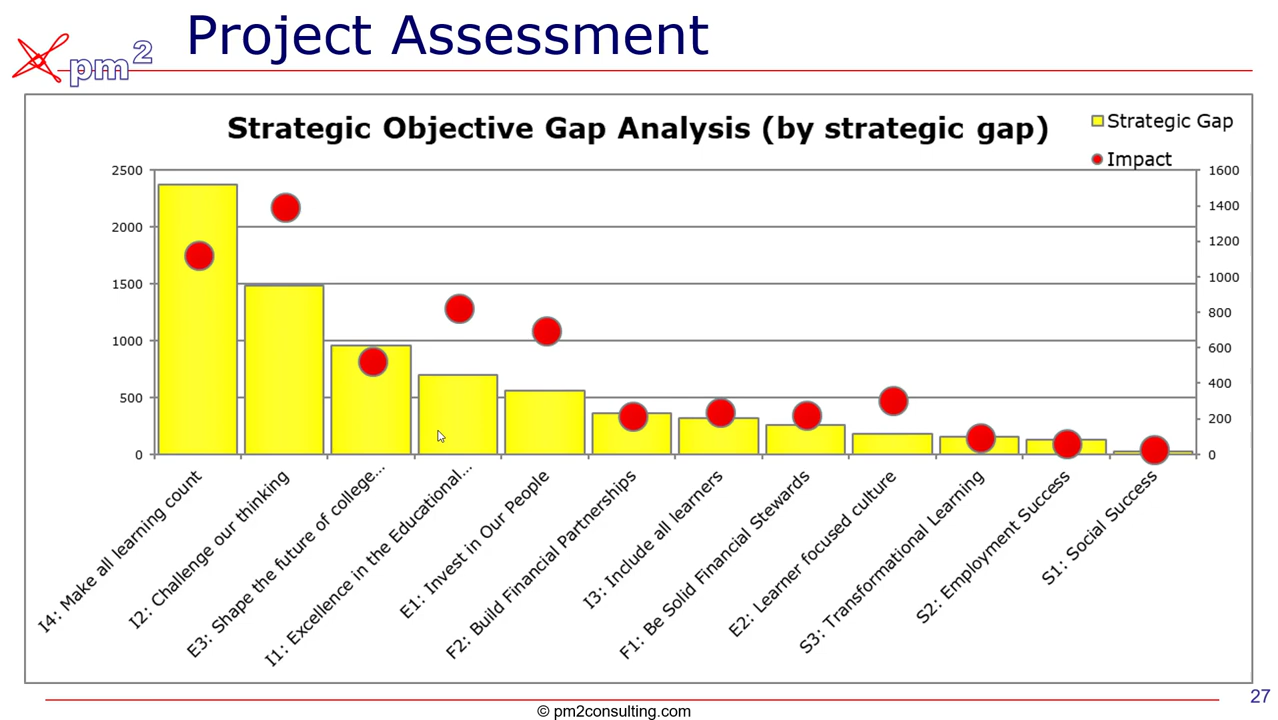 Project Assessment
pm2
Strategic Objective Gap Analysis (by strategic gap)
Strategic Gap
Impact
2500
2000
1500
1000
500
0
1600
1400
1200
1000
800
600
400
200
0
I4: Make all learning count
I2: Challenge our thinking
E3: Shape the future of college...
I1: Excellence in the Educational...
E1: Invest in Our People
F2: Build Financial Partnerships
I3: Include all learners
F1: Be Solid Financial Stewards
E2: Learner focused culture
S3: Transformational Learning
S2: Employment Success
S1: Social Success
© pm2consulting.com
27